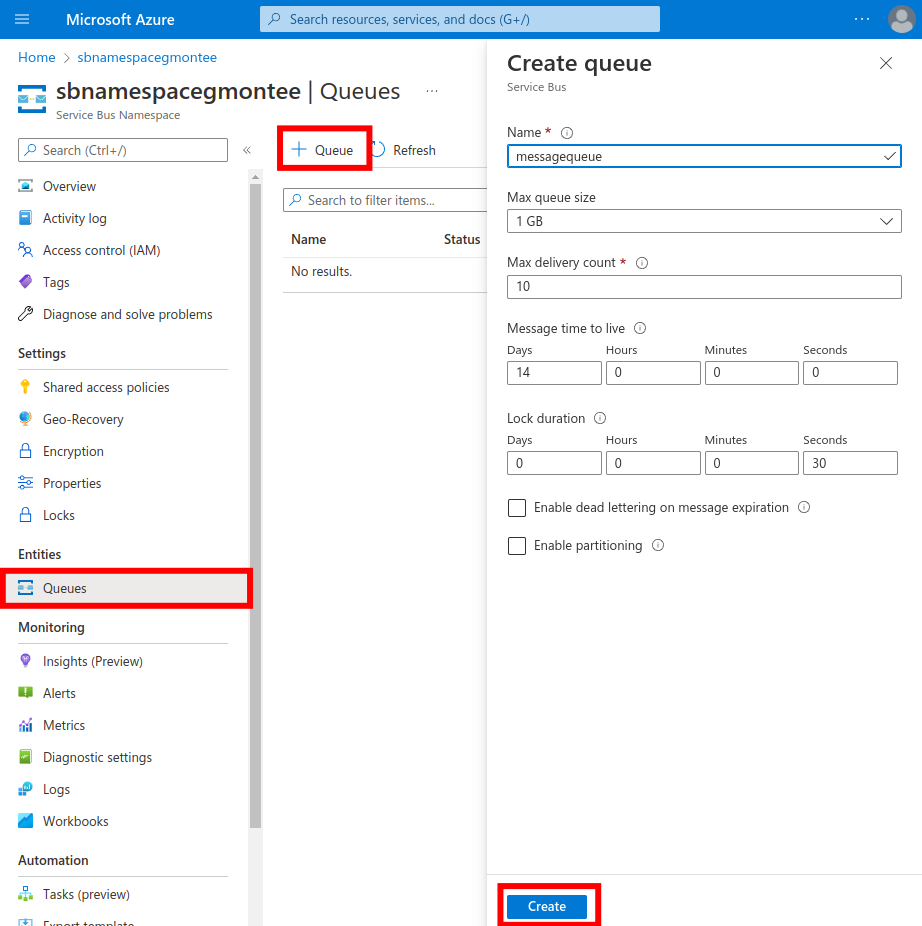 Microsoft Azure
Search resources, services, and docs (G+/)
...
Home > sbnamespacegmontee
sbnamespacegmontee | Queues ...
Service Bus Namespace
Search (Ctrl+/)
«
Overview
Activity log
Access control (IAM)
Tags
Diagnose and solve problems
Settings
Shared access policies
Geo-Recovery
Encryption
Properties
Locks
Entities
Queues
Monitoring
Insights (Preview)
Alerts
Metrics
Diagnostic settings
Logs
Workbooks
Automation
Tasks (preview)
Export template
+ Queue
Refresh
Search to filter items...
Name Status
No results.
Create queue
Service Bus
Name *
messagequeue
Max queue size
1 GB
Max delivery count *
10
Message time to live
Days Hours Minutes Seconds
14 0 0 0
Lock duration
Days Hours Minutes Seconds
0 0 0 30
Enable dead lettering on message expiration
Enable partitioning
Create